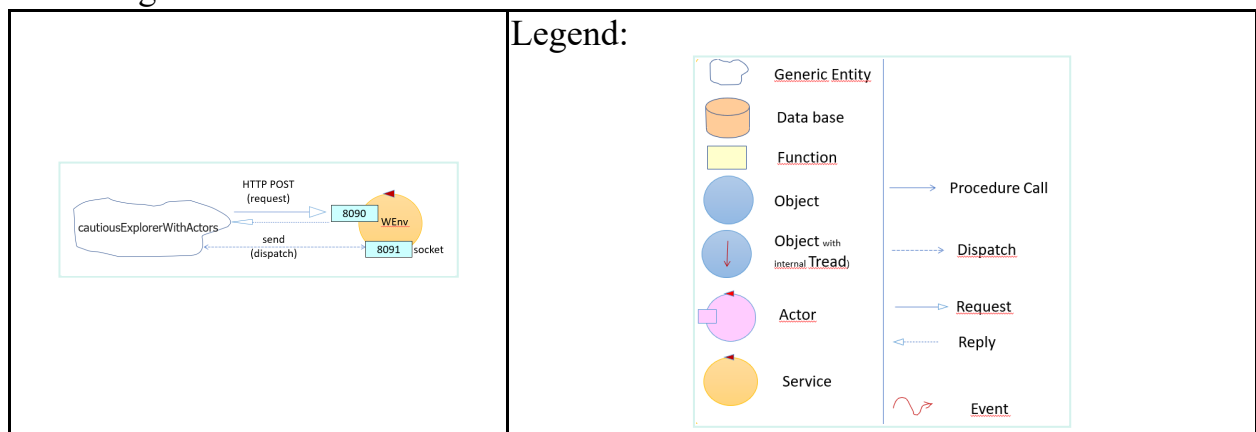 Legend:
HTTP POST
(request)
8090
WEnv
cautiousExplorerWithActors
send
(dispatch)
8091
socket
Generic Entity
Data base
Function
Object
Object with
internal Tread)
Actor
Service
Procedure Call
Dispatch
Request
Reply
Event